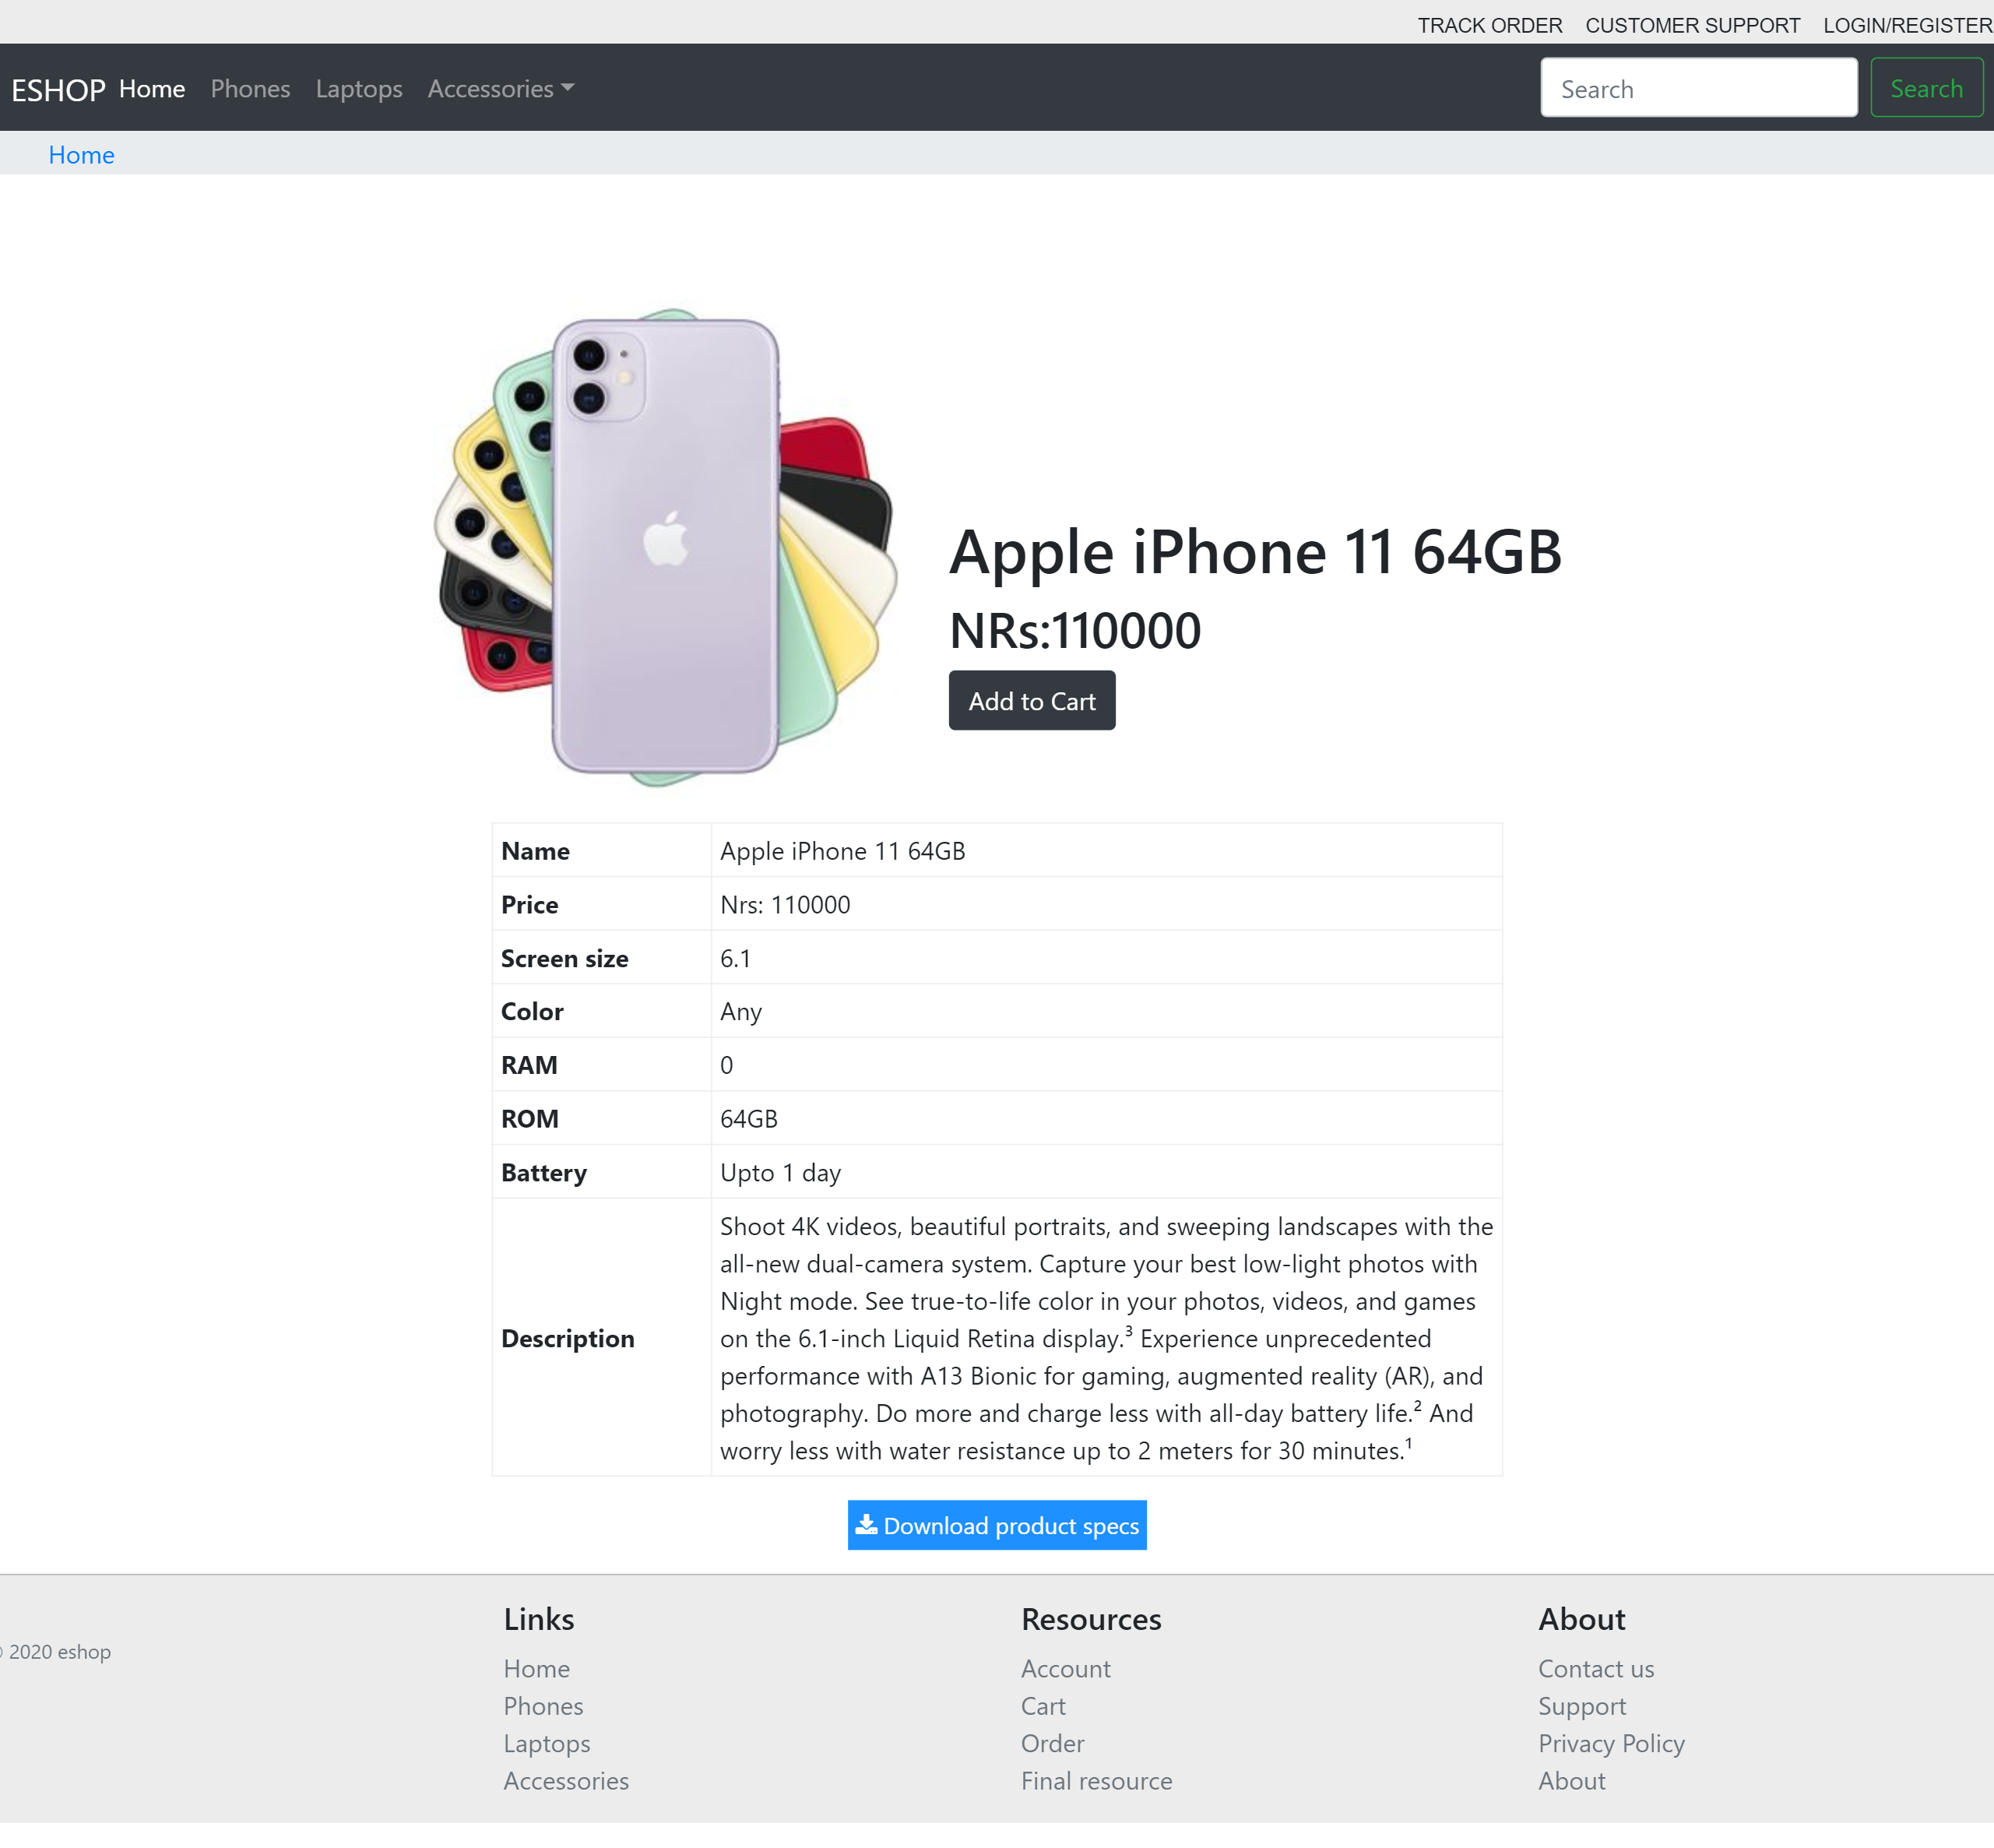 TRACK ORDER CUSTOMER SUPPORT LOGIN/REGISTER
ESHOP Home Phones Laptops Accessories Search Search
Home
Apple iPhone 11 64GB
NRs:110000
Add to Cart
Name Apple iPhone 11 64GB
Price Nrs: 110000
Screen size 6.1
Color Any
RAM 0
ROM 64GB
Battery Upto 1 day
Description
Shoot 4K videos, beautiful portraits, and sweeping landscapes with the
all-new dual-camera system. Capture your best low-light photos with
Night mode. See true-to-life color in your photos, videos, and games
on the 6.1-inch Liquid Retina display.³ Experience unprecedented
performance with A13 Bionic for gaming, augmented reality (AR), and
photography. Do more and charge less with all-day battery life.² And
worry less with water resistance up to 2 meters for 30 minutes.¹
Download product specs
© 2020 eshop
Links
Home
Phones
Laptops
Accessories
Resources
Account
Cart
Order
Final resource
About
Contact us
Support
Privacy Policy
About